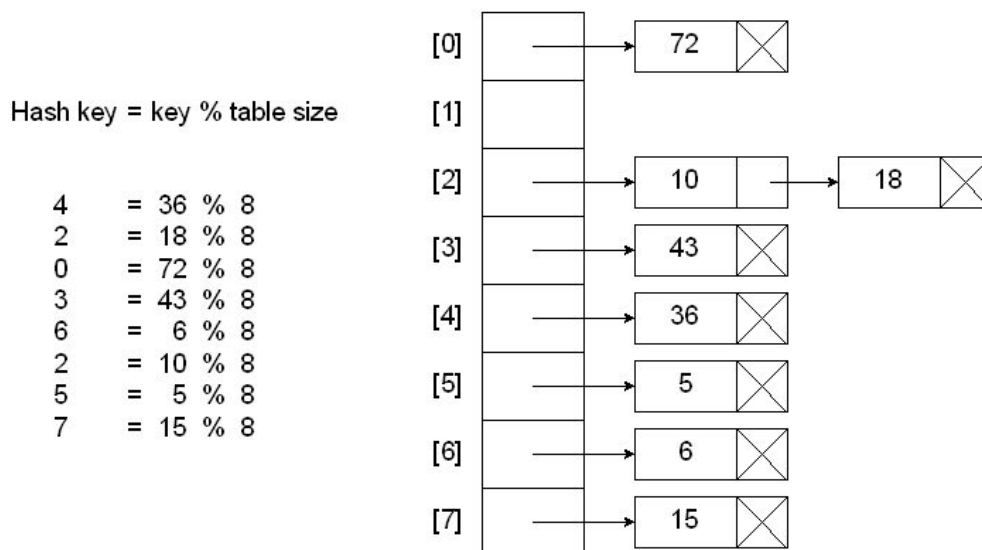 Hash key = key % table size
4 = 36 % 8
2 = 18 % 8
0 = 72 % 8
3 = 43 % 8
6 = 6 % 8
2 = 10 % 8
5 = 5 % 8
7 = 15 % 8
[0] 72
[1]
[2] 10 18
[3] 43
[4] 36
[5] 5
[6] 6
[7] 15